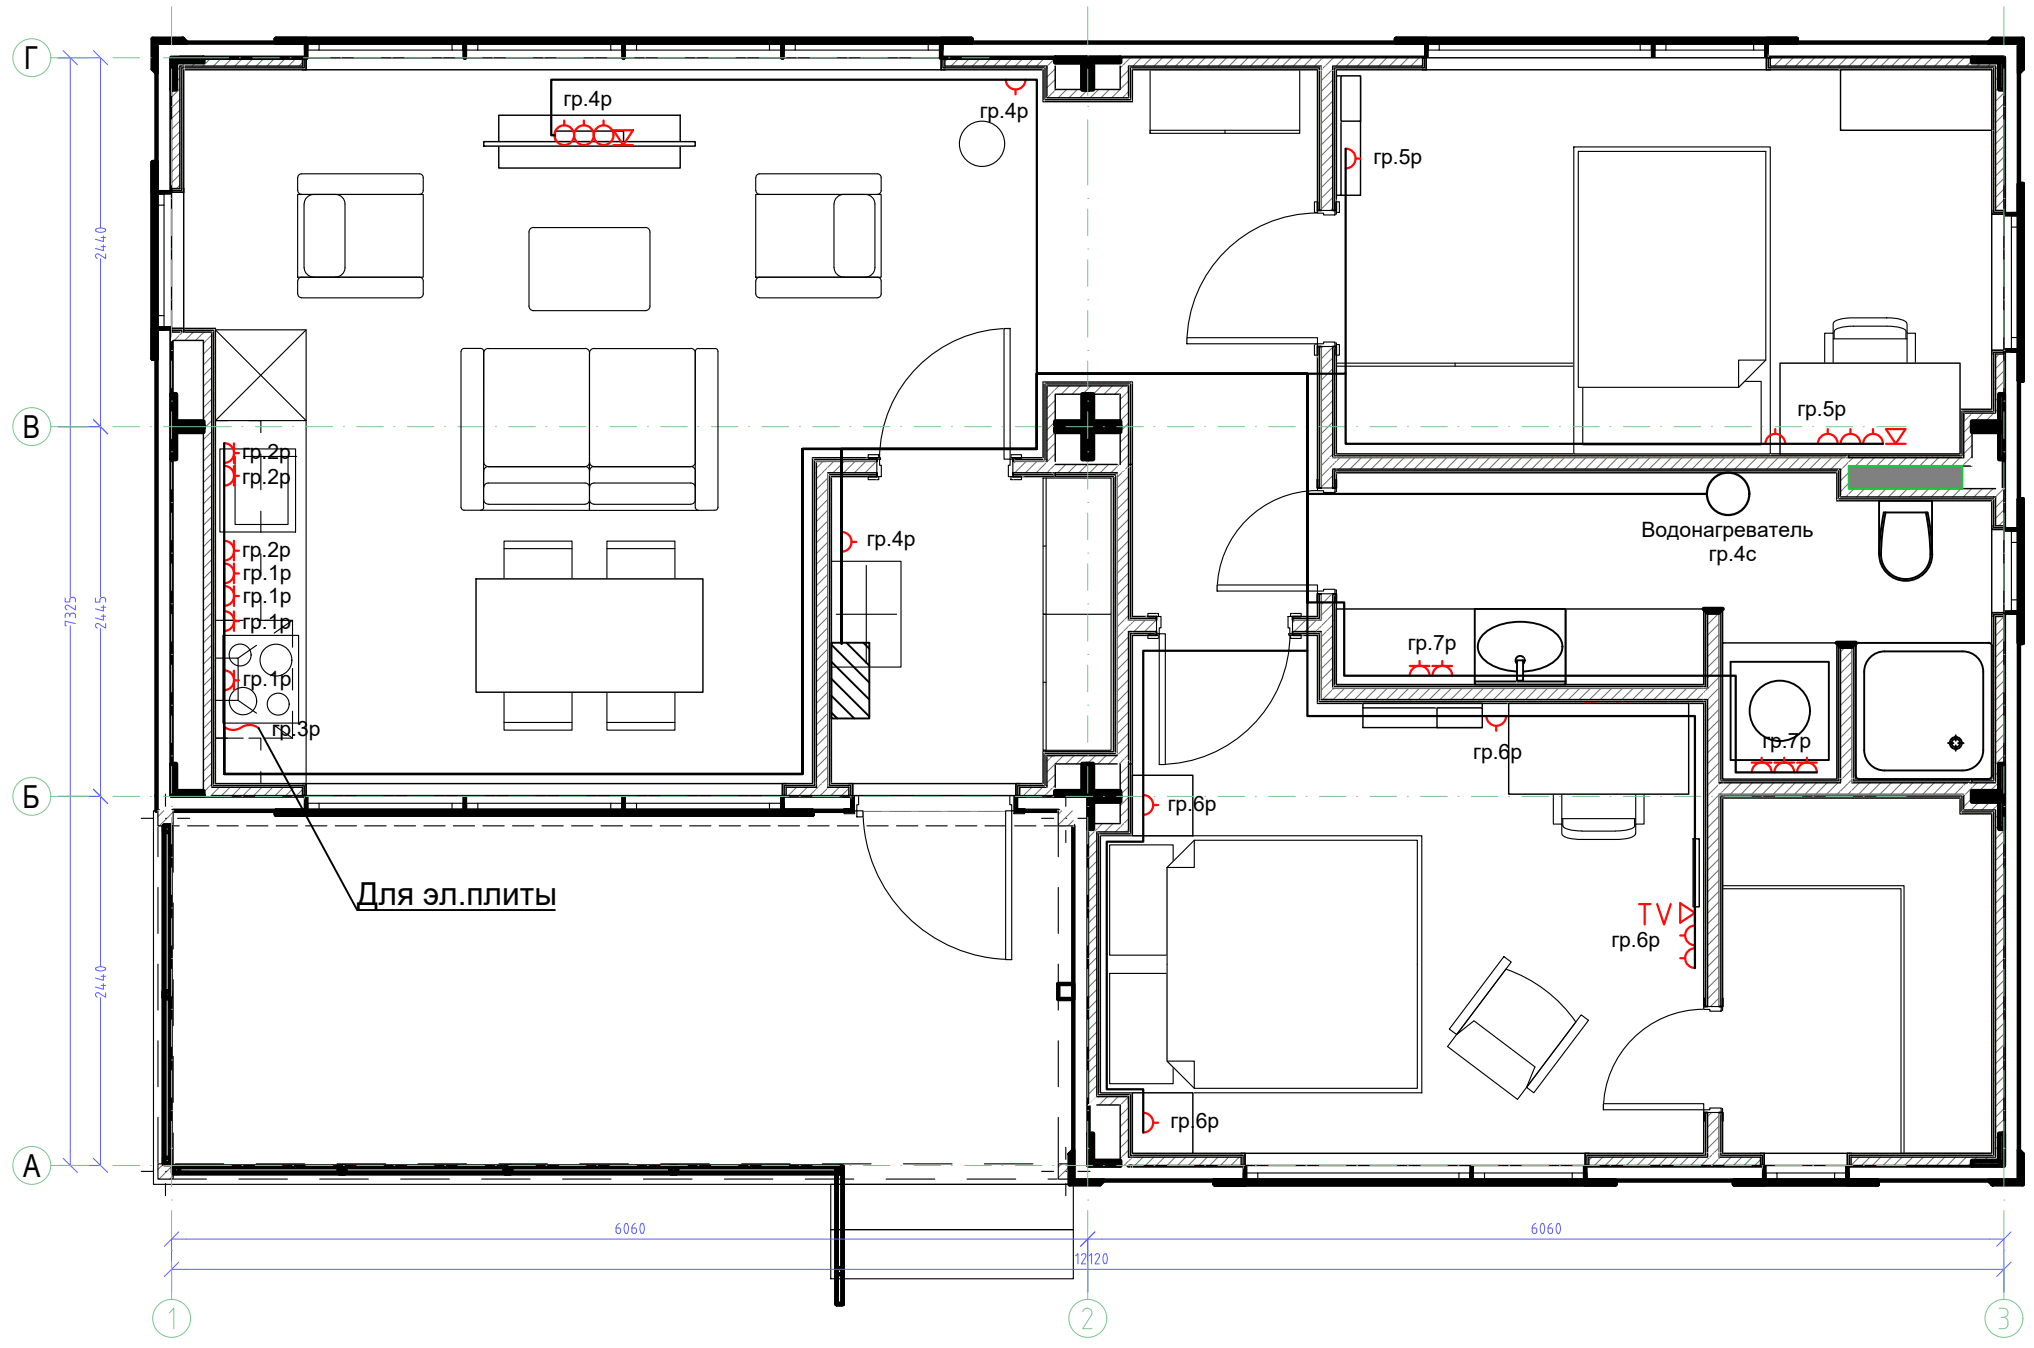 Г
гр.4р
гр.4р
гр.5р
2440
В
гр.5р
гр.2р
гр.2р
Водонагреватель
гр.4с
гр.4р
гр.2р
гр.1р
гр.1р
гр.1р
7325
2445
гр.7р
гр.1р
гр.3р
гр.6р
гр.7р
Б
гр.6р
Для эл.плиты
TV
гр.6р
2440
гр.6р
А
6060
6060
12120
1
2
3